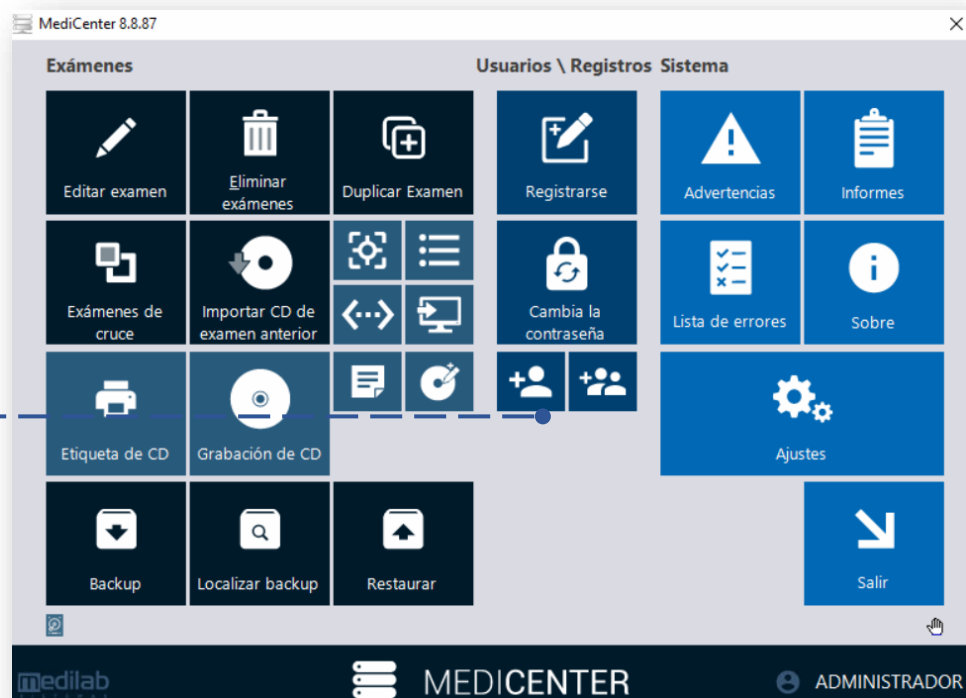 MediCenter 8.8.87
Exámenes
Usuarios \ Registros
Sistema
Editar examen
Eliminar
exámenes
Duplicar Examen
Registrarse
Advertencias
Informes
Exámenes de
cruce
Importar CD de
examen anterior
Cambia la
contraseña
Lista de errores
Sobre
Etiqueta de CD
Grabación de CD
Ajustes
Backup
Localizar backup
Restaurar
Salir
medilab
MEDICENTER
ADMINISTRADOR